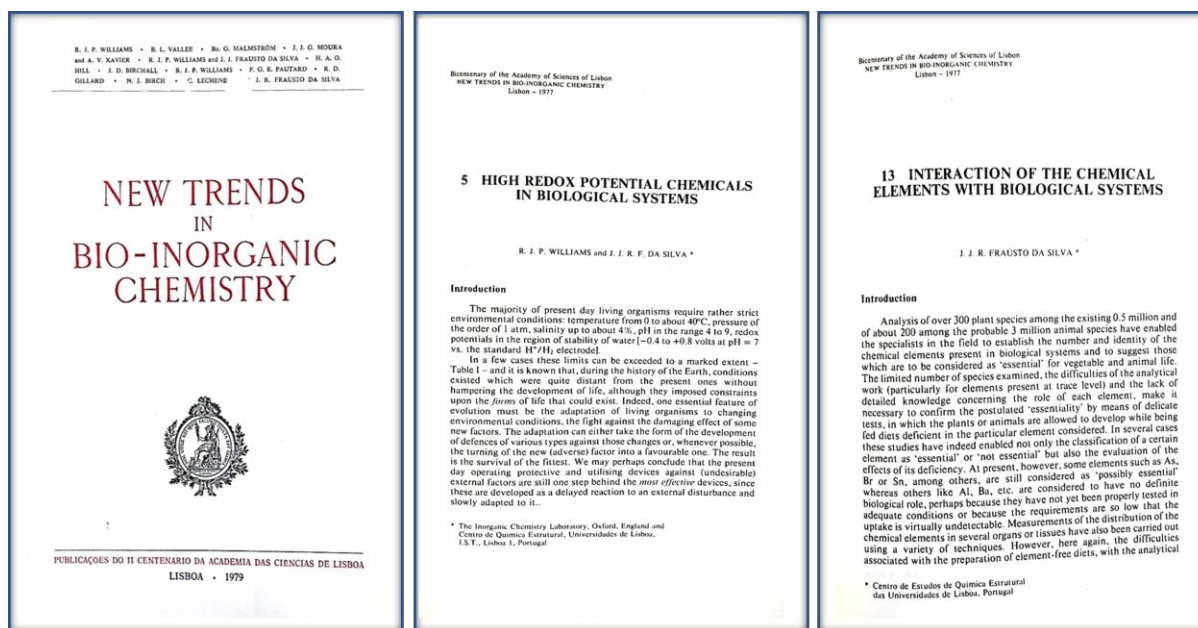 R. J. P. WILLIAMS • B. L. VALLEE • Bo. G. MALMSTRÖM • J. J. G. MOURA
and A. V. XAVIER • R. J. P. WILLIAMS and J. J. FRAUSTO DA SILVA • H. A. O.
HILL • J. D. BIRCHALL • R. J. P. WILLIAMS • F. G. E. PAUTARD • R. D.
GILLARD • N. J. BIRCH • C. LECHENE J. R. FRAUSTO DA SILVA
NEW TRENDS
IN
BIO-INORGANIC
CHEMISTRY
PUBLICAÇOES DO II CENTENARIO DA ACADEMIA DAS CIENCIAS DE LISBOA
LISBOA • 1979
Bicentenary of the Academy of Sciences of Lisbon
NEW TRENDS IN BIO-INORGANIC CHEMISTRY
Lisbon – 1977
5 HIGH REDOX POTENTIAL CHEMICALS
IN BIOLOGICAL SYSTEMS
R. J. P. WILLIAMS and J. J. R. F. DA SILVA *
Introduction
The majority of present day living organisms require rather strict
environmental conditions: temperature from 0 to about 40°C, pressure of
the order of 1 atm, salinity up to about 4%, pH in the range 4 to 9, redox
potentials in the region of stability of water [−0.4 to +0.8 volts at pH = 7
vs. the standard H⁺/H₂ electrode].
In a few cases these limits can be exceeded to a marked extent –
Table I – and it is known that, during the history of the Earth, conditions
existed which were quite distant from the present ones without
hampering the development of life, although they imposed constraints
upon the forms of life that could exist. Indeed, one essential feature of
evolution must be the adaptation of living organisms to changing
environmental conditions, the fight against the damaging effect of some
new factors. The adaptation can either take the form of the development
of defences of various types against those changes or, whenever possible,
the turning of the new (adverse) factor into a favourable one. The result
is the survival of the fittest. We may perhaps conclude that the present
day operating protective and utilising devices against (undesirable)
external factors are still one step behind the most effective devices, since
these are developed as a delayed reaction to an external disturbance and
slowly adapted to it..
* The Inorganic Chemistry Laboratory, Oxford, England and
Centro de Quimica Estrutural, Universidades de Lisboa,
I.S.T., Lisboa 1, Portugal
Bicentenary of the Academy of Sciences of Lisbon
NEW TRENDS IN BIO-INORGANIC CHEMISTRY
Lisbon – 1977
13 INTERACTION OF THE CHEMICAL
ELEMENTS WITH BIOLOGICAL SYSTEMS
J. J. R. FRAÚSTO DA SILVA *
Introduction
Analysis of over 300 plant species among the existing 0.5 million and
of about 200 among the probable 3 million animal species have enabled
the specialists in the field to establish the number and identity of the
chemical elements present in biological systems and to suggest those
which are to be considered as 'essential' for vegetable and animal life.
The limited number of species examined, the difficulties of the analytical
work (particularly for elements present at trace level) and the lack of
detailed knowledge concerning the role of each element, make it
necessary to confirm the postulated 'essentiality' by means of delicate
tests, in which the plants or animals are allowed to develop while being
fed diets deficient in the particular element considered. In several cases
these studies have indeed enabled not only the classification of a certain
element as 'essential' or 'not essential' but also the evaluation of the
effects of its deficiency. At present, however, some elements such as As,
Br or Sn, among others, are still considered as 'possibly essential'
whereas others like Al, Ba, etc. are considered to have no definite
biological role, perhaps because they have not yet been properly tested in
adequate conditions or because the requirements are so low that the
uptake is virtually undetectable. Measurements of the distribution of the
chemical elements in several organs or tissues have also been carried out
using a variety of techniques. However, here again, the difficulties
associated with the preparation of element-free diets, with the analytical
* Centro de Estudos de Quimica Estrutural
das Universidades de Lisboa, Portugal